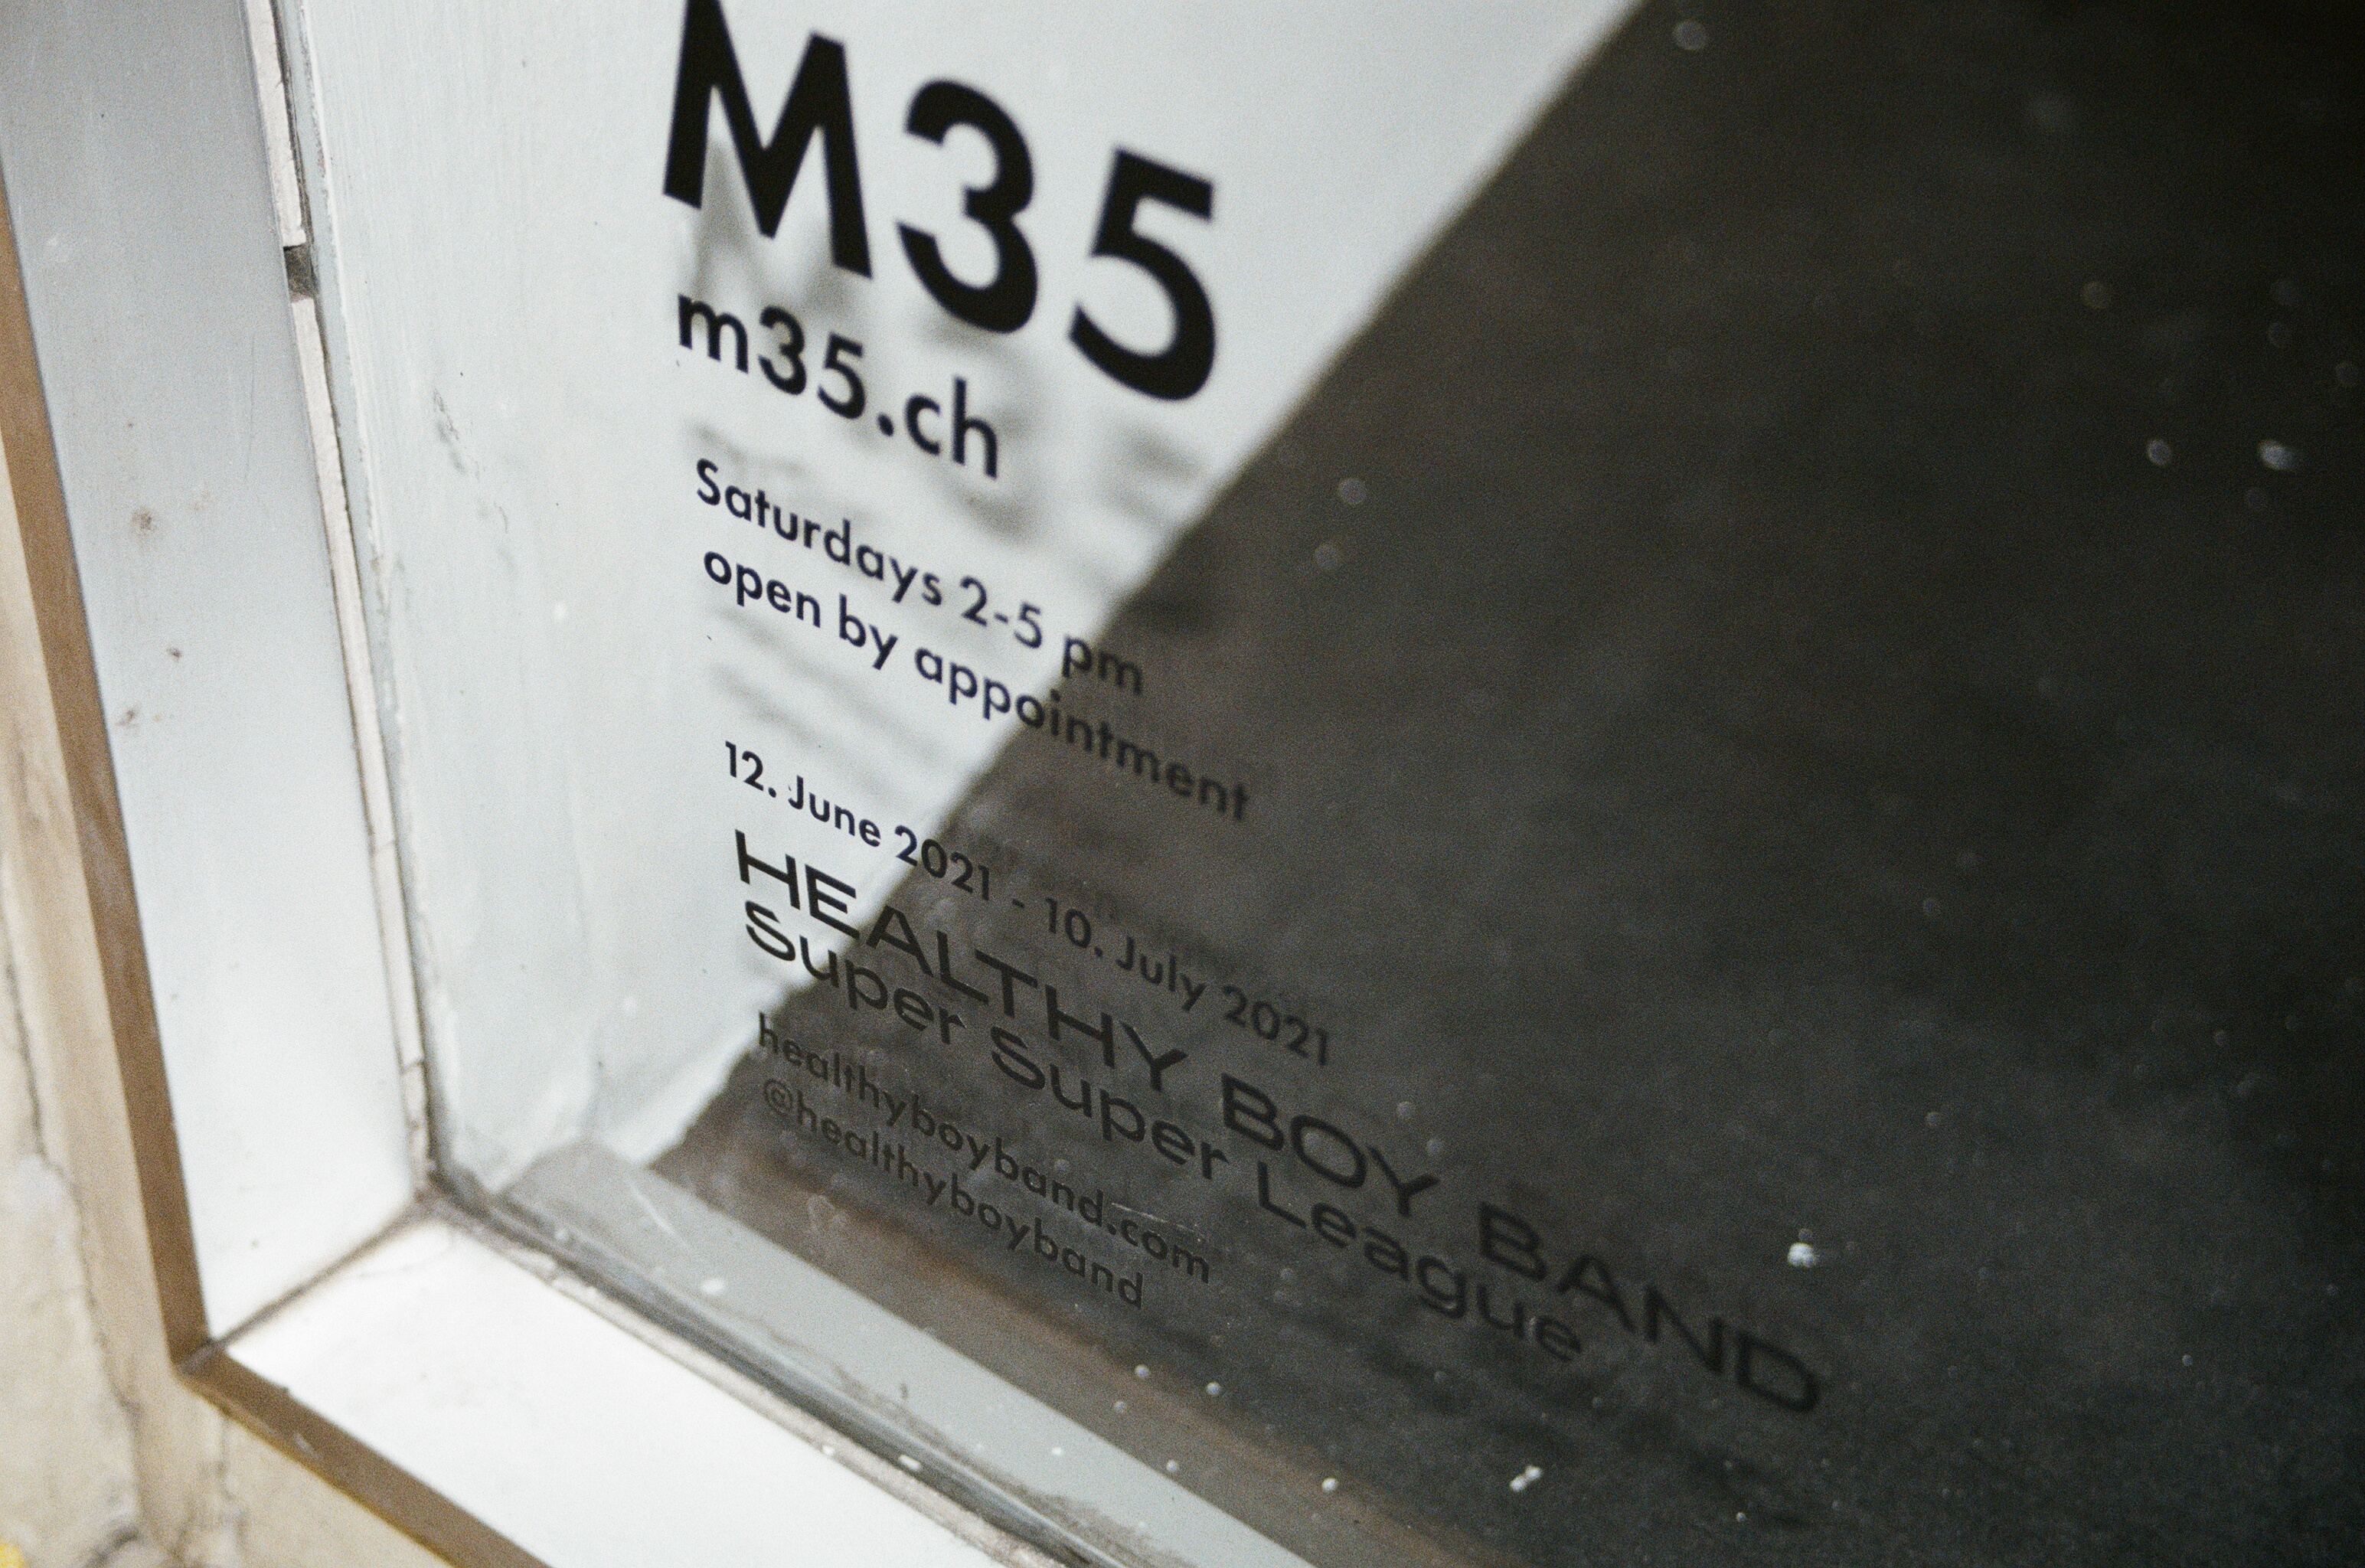 M35
m35.ch
Saturdays 2-5 pm
open by appointment
12. June 2021 - 10. July 2021
HEALTHY BOY BAND
Super Super League
healthyboyband.com
@healthyboyband